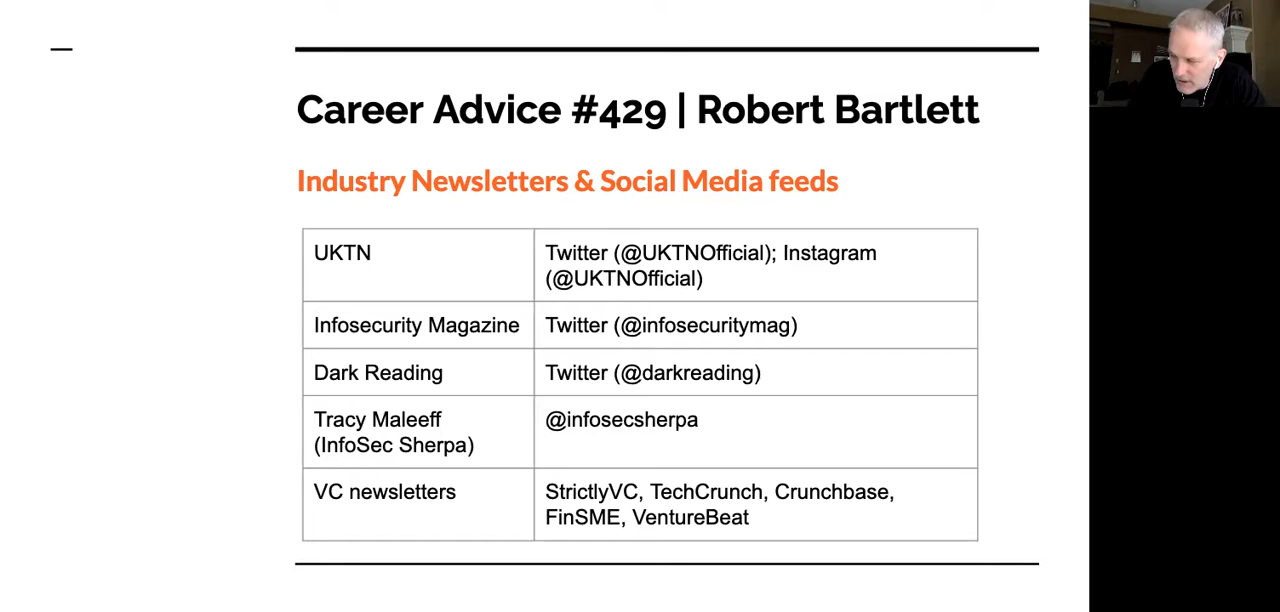 Career Advice #429 | Robert Bartlett
Industry Newsletters & Social Media feeds
UKTN
Twitter (@UKTNOfficial); Instagram
(@UKTNOfficial)
Infosecurity Magazine
Twitter (@infosecuritymag)
Dark Reading
Twitter (@darkreading)
Tracy Maleeff
(InfoSec Sherpa)
@infosecsherpa
VC newsletters
StrictlyVC, TechCrunch, Crunchbase,
FinSME, VentureBeat